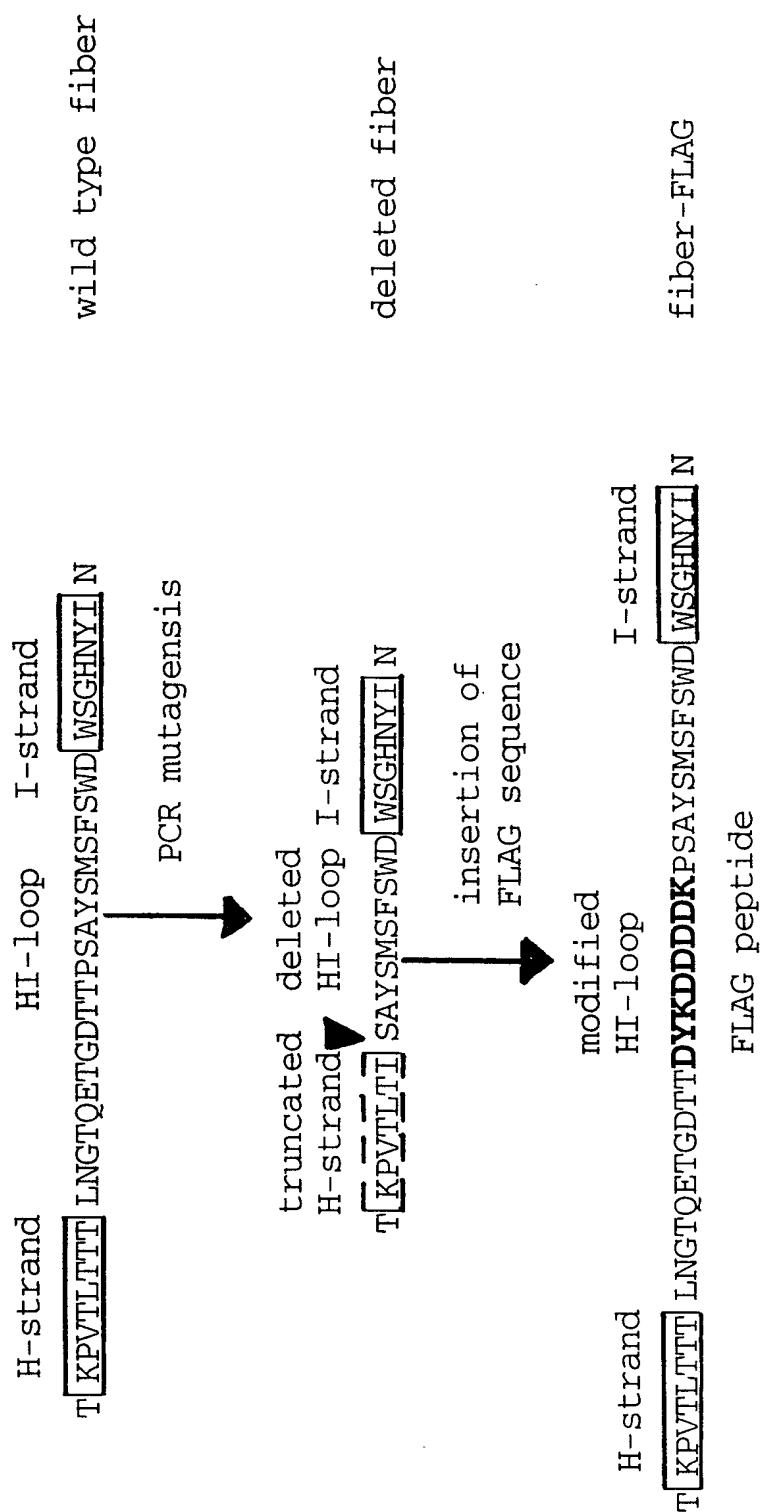 H-strand HI-loop I-strand
T KPVTLTTT LNGTQETGDTTPSAYSMSFSWD WSGHNYI N wild type fiber
PCR mutagensis
truncated deleted
H-strand HI-loop I-strand
T KPVTLTI SAYSMSFSWD WSGHNYI N deleted fiber
insertion of
FLAG sequence
modified
H-strand HI-loop I-strand
T KPVTLTTT LNGTQETGDTTDYKDDDDKPSAYSMSFSWD WSGHNYI N fiber-FLAG
FLAG peptide